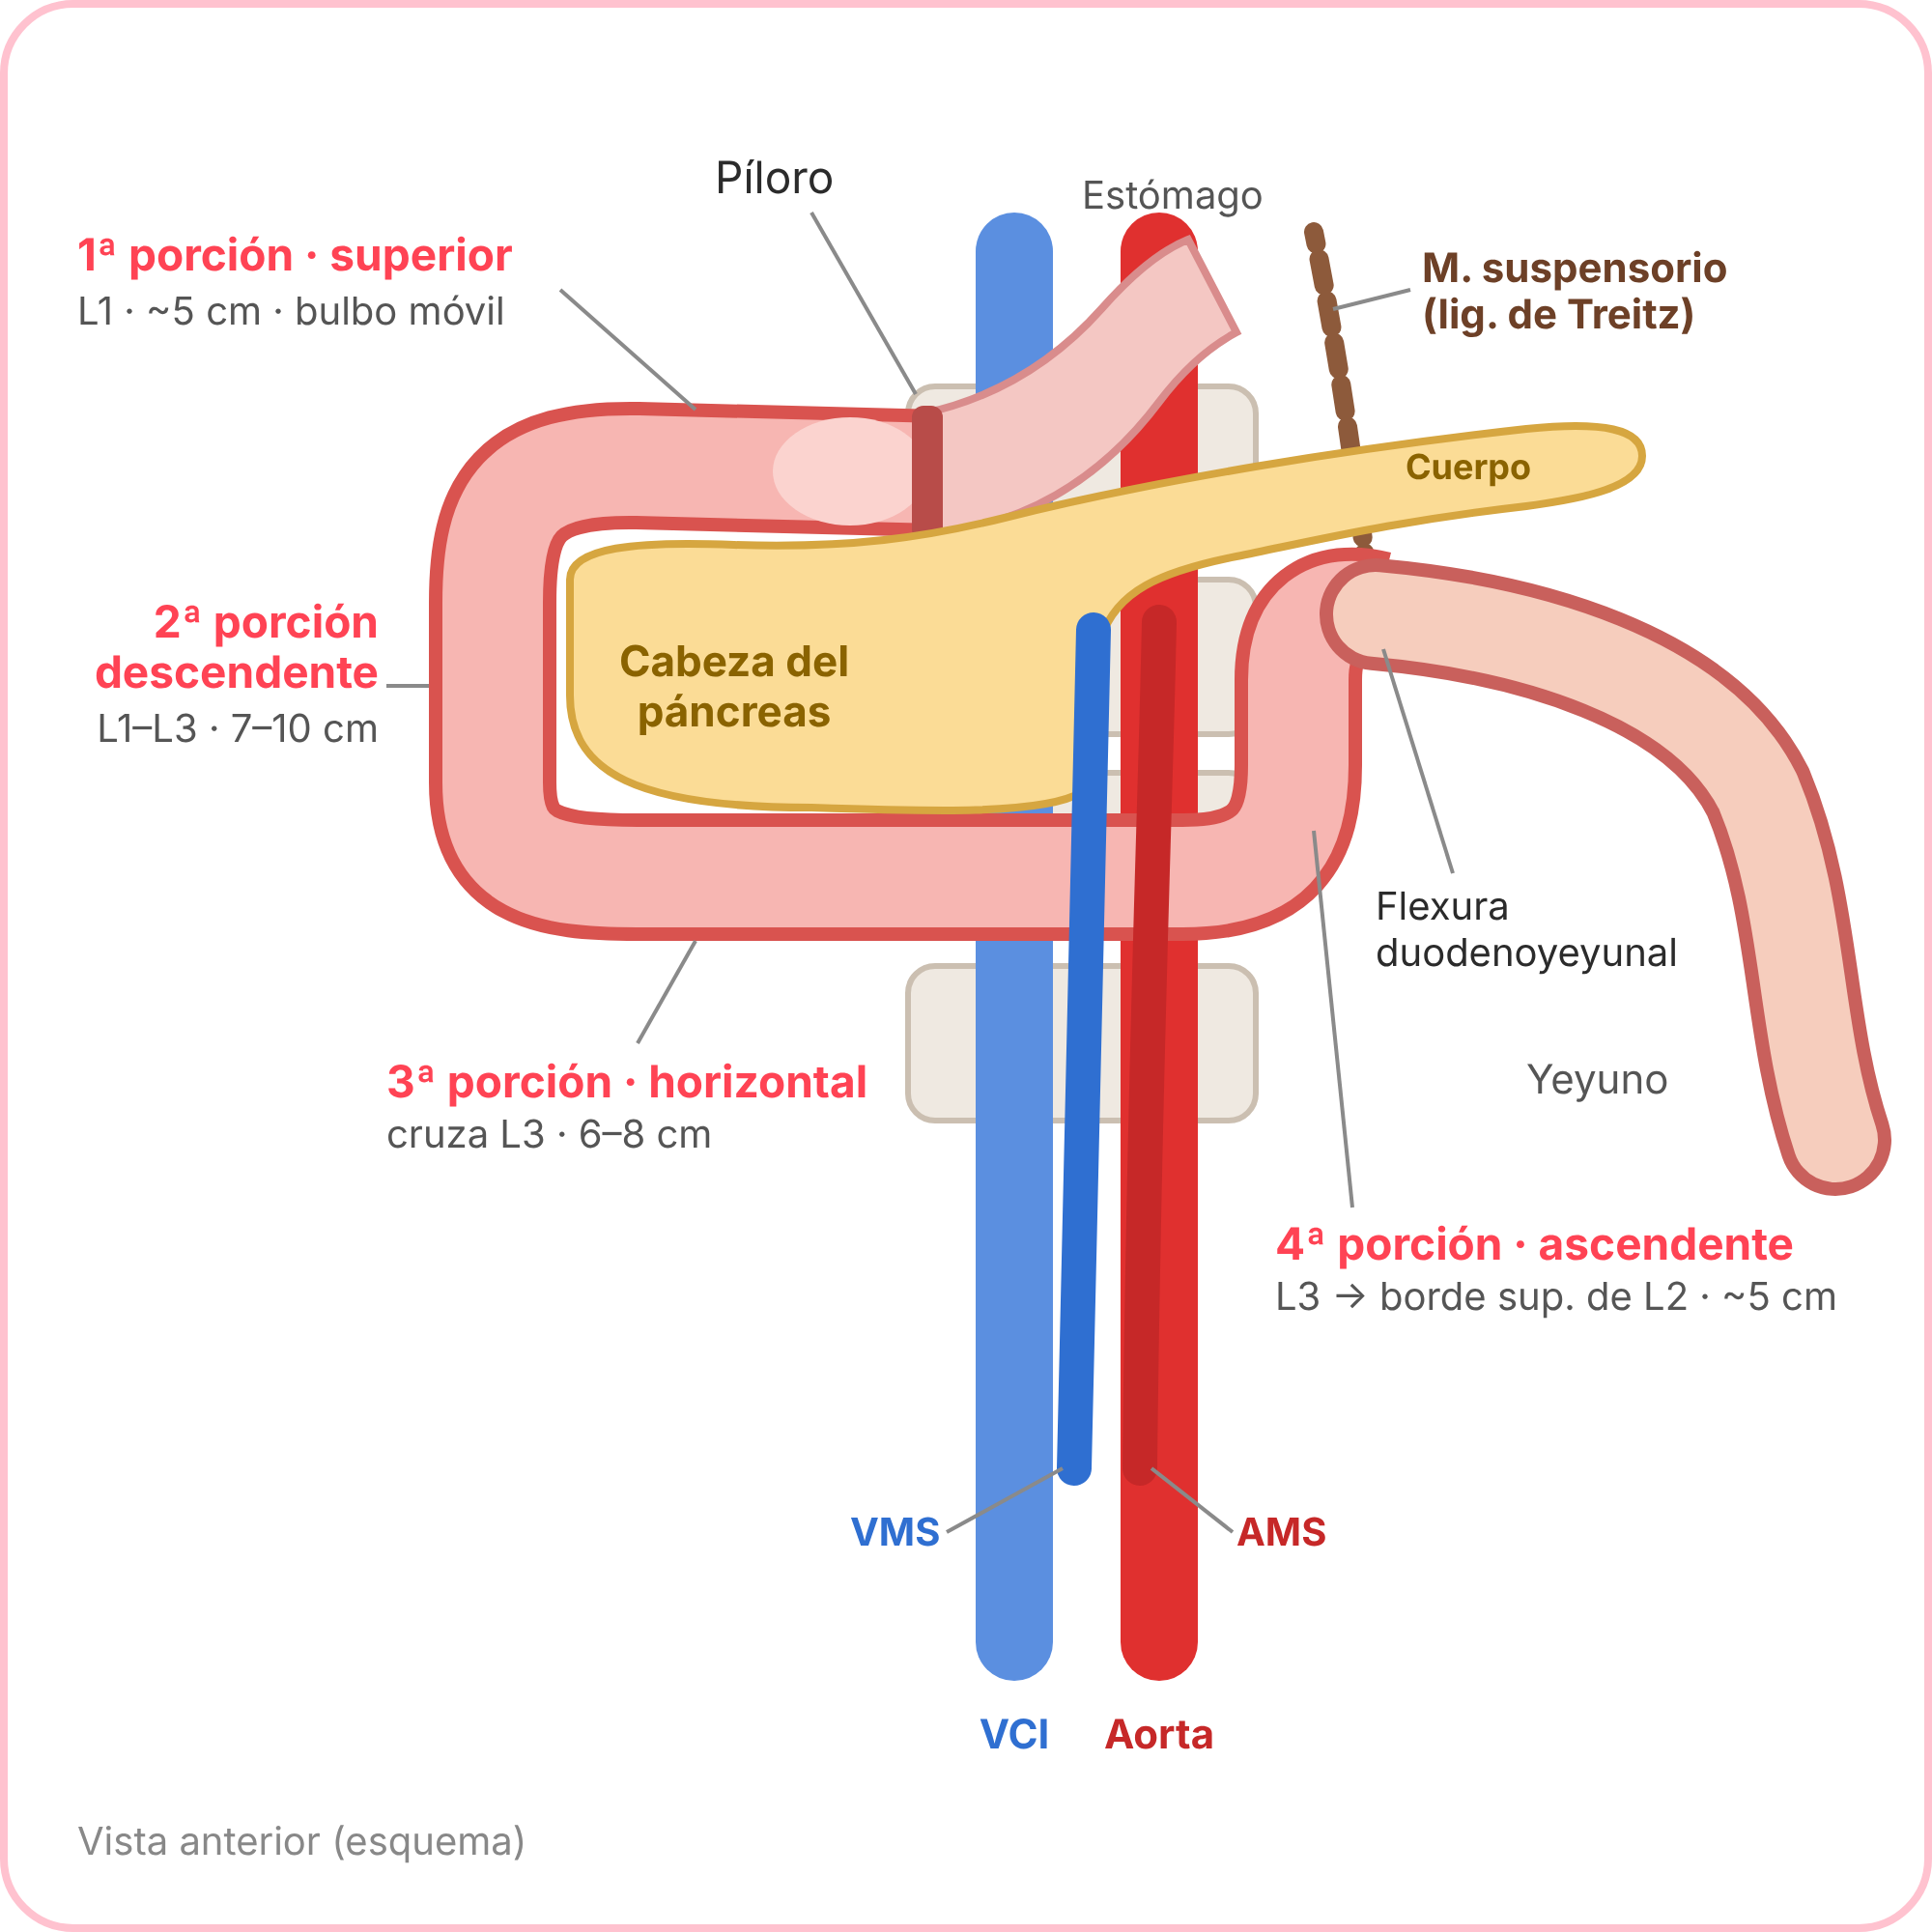 Píloro
Estómago
1ª porción · superior
L1 · ~5 cm · bulbo móvil
M. suspensorio
(lig. de Treitz)
Cuerpo
2ª porción
descendente
L1–L3 · 7–10 cm
Cabeza del
páncreas
Flexura
duodenoyeyunal
3ª porción · horizontal
cruza L3 · 6–8 cm
Yeyuno
4ª porción · ascendente
L3 → borde sup. de L2 · ~5 cm
VMS
AMS
VCI
Aorta
Vista anterior (esquema)